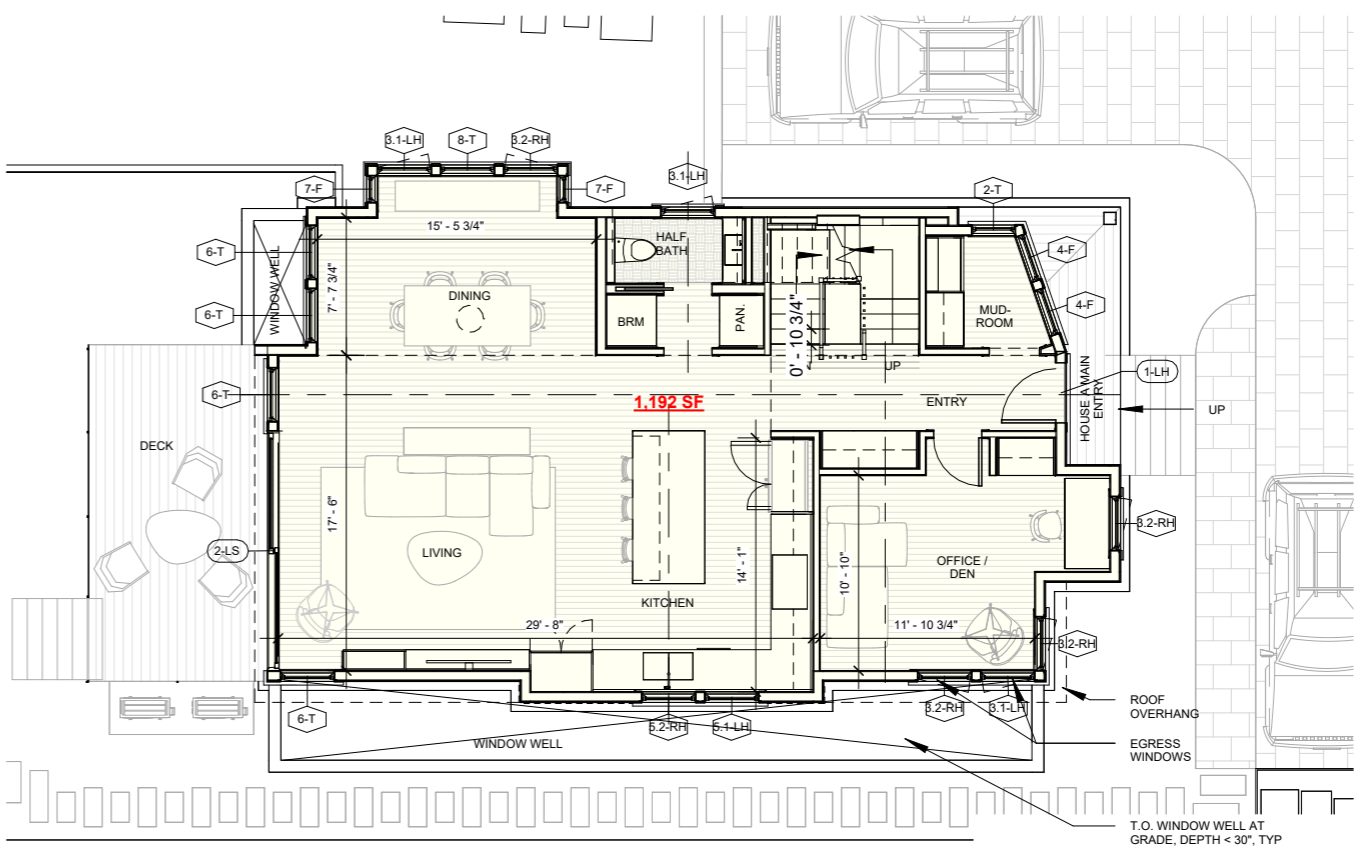 3.1-LH
8-T
3.2-RH
7-F
7-F
3.1-LH
2-T
15' - 5 3/4"
HALF
BATH
6-T
4-F
WINDOW WELL
7' - 7 3/4"
DINING
6-T
BRM
PAN.
0' - 10 3/4"
MUD-
ROOM
4-F
UP
1-LH
6-T
1,192 SF
ENTRY
HOUSE A MAIN
ENTRY
UP
DECK
17' - 6"
3.2-RH
2-LS
LIVING
14' - 1"
10' - 10"
OFFICE /
DEN
KITCHEN
29' - 8"
11' - 10 3/4"
3.2-RH
6-T
5.2-RH
5.1-LH
3.2-RH
3.1-LH
ROOF
OVERHANG
WINDOW WELL
EGRESS
WINDOWS
T.O. WINDOW WELL AT
GRADE, DEPTH < 30", TYP